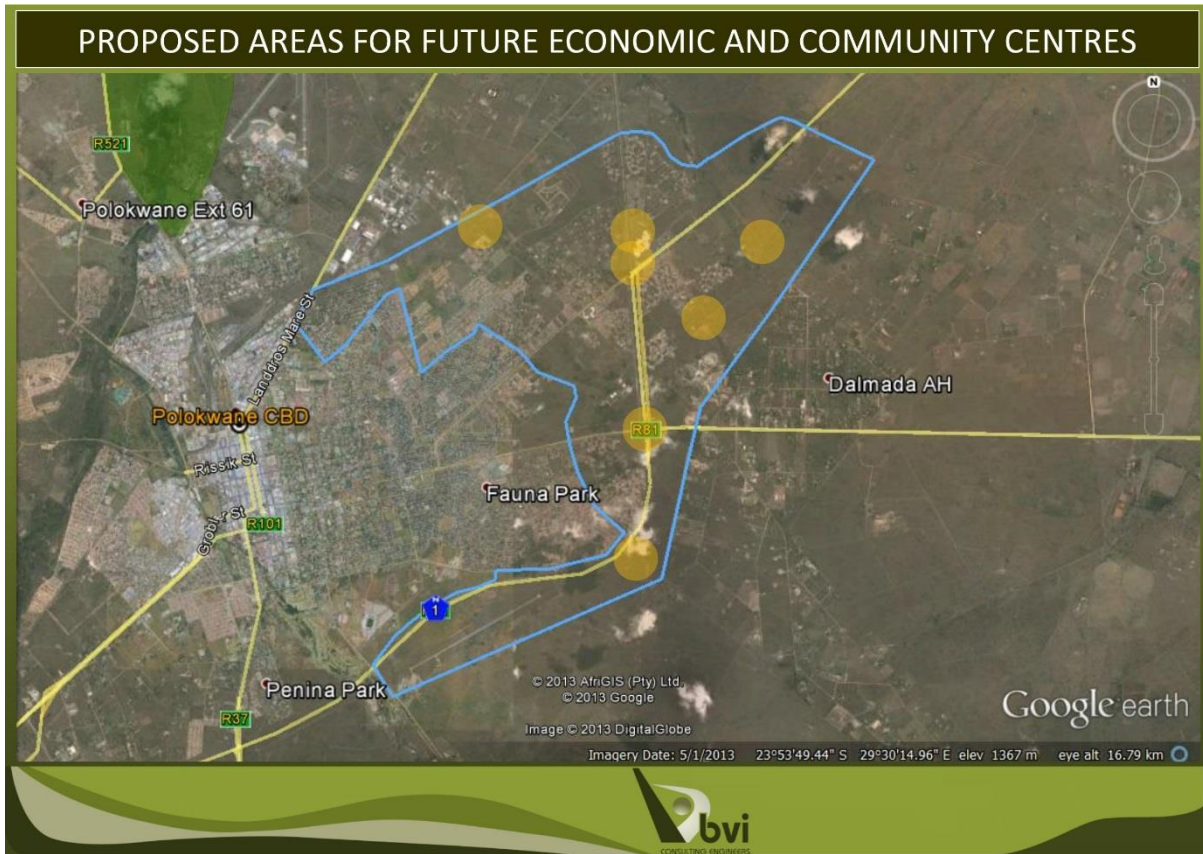 PROPOSED AREAS FOR FUTURE ECONOMIC AND COMMUNITY CENTRES
N
R521
Polokwane Ext 61
Landdros Mare St
Dalmada AH
Polokwane CBD
R81
Rissik St
Fauna Park
Grobler St
R101
N
1
Penina Park
R37
© 2013 AfriGIS (Pty) Ltd.
© 2013 Google
Image © 2013 DigitalGlobe
Google earth
Imagery Date: 5/1/2013 23°53'49.44" S 29°30'14.96" E elev 1367 m eye alt 16.79 km
bvi
CONSULTING ENGINEERS